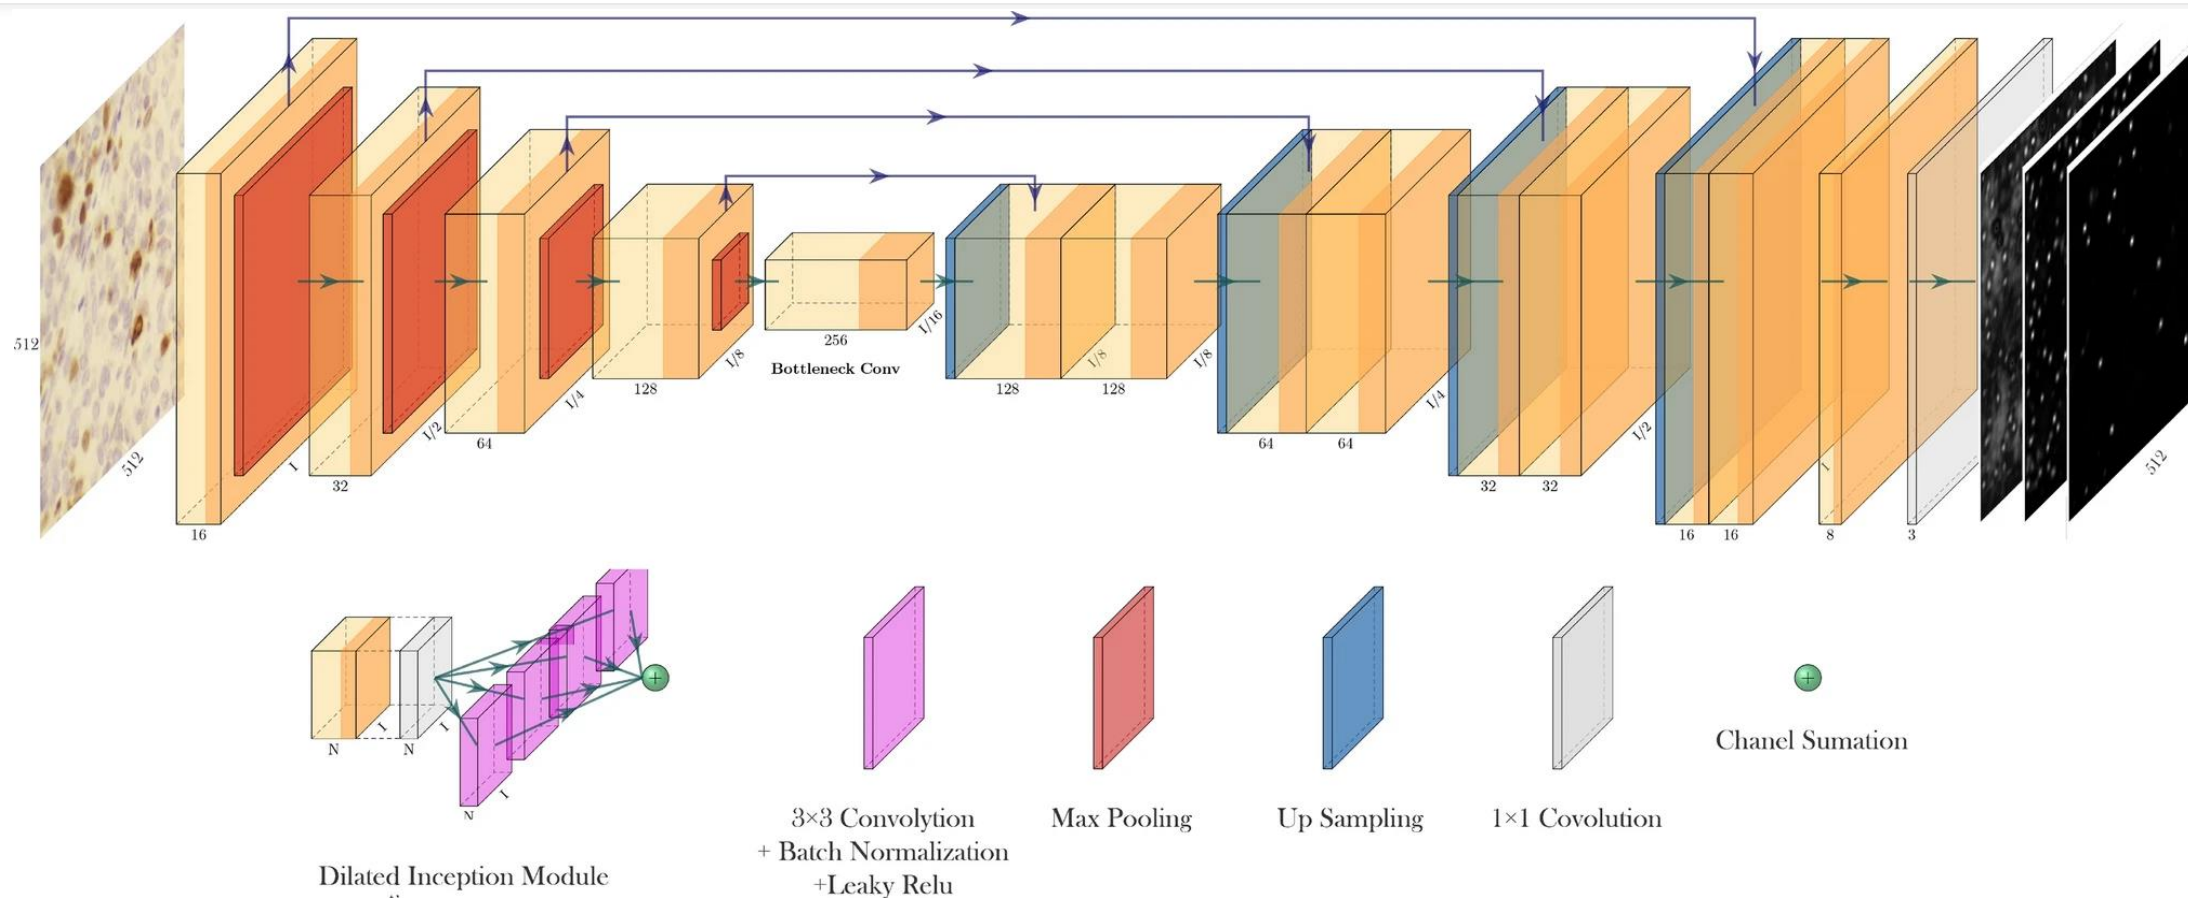 512
512
16
I
32
I/2
64
I/4
128
I/8
256
I/16
Bottleneck Conv
128
I/8
128
I/8
64
64
I/4
32
32
I/2
16
16
I
8
3
512
N
I
N
I
N
I
Dilated Inception Module
3×3 Convolytion
+ Batch Normalization
+Leaky Relu
Max Pooling
Up Sampling
1×1 Covolution
Chanel Sumation